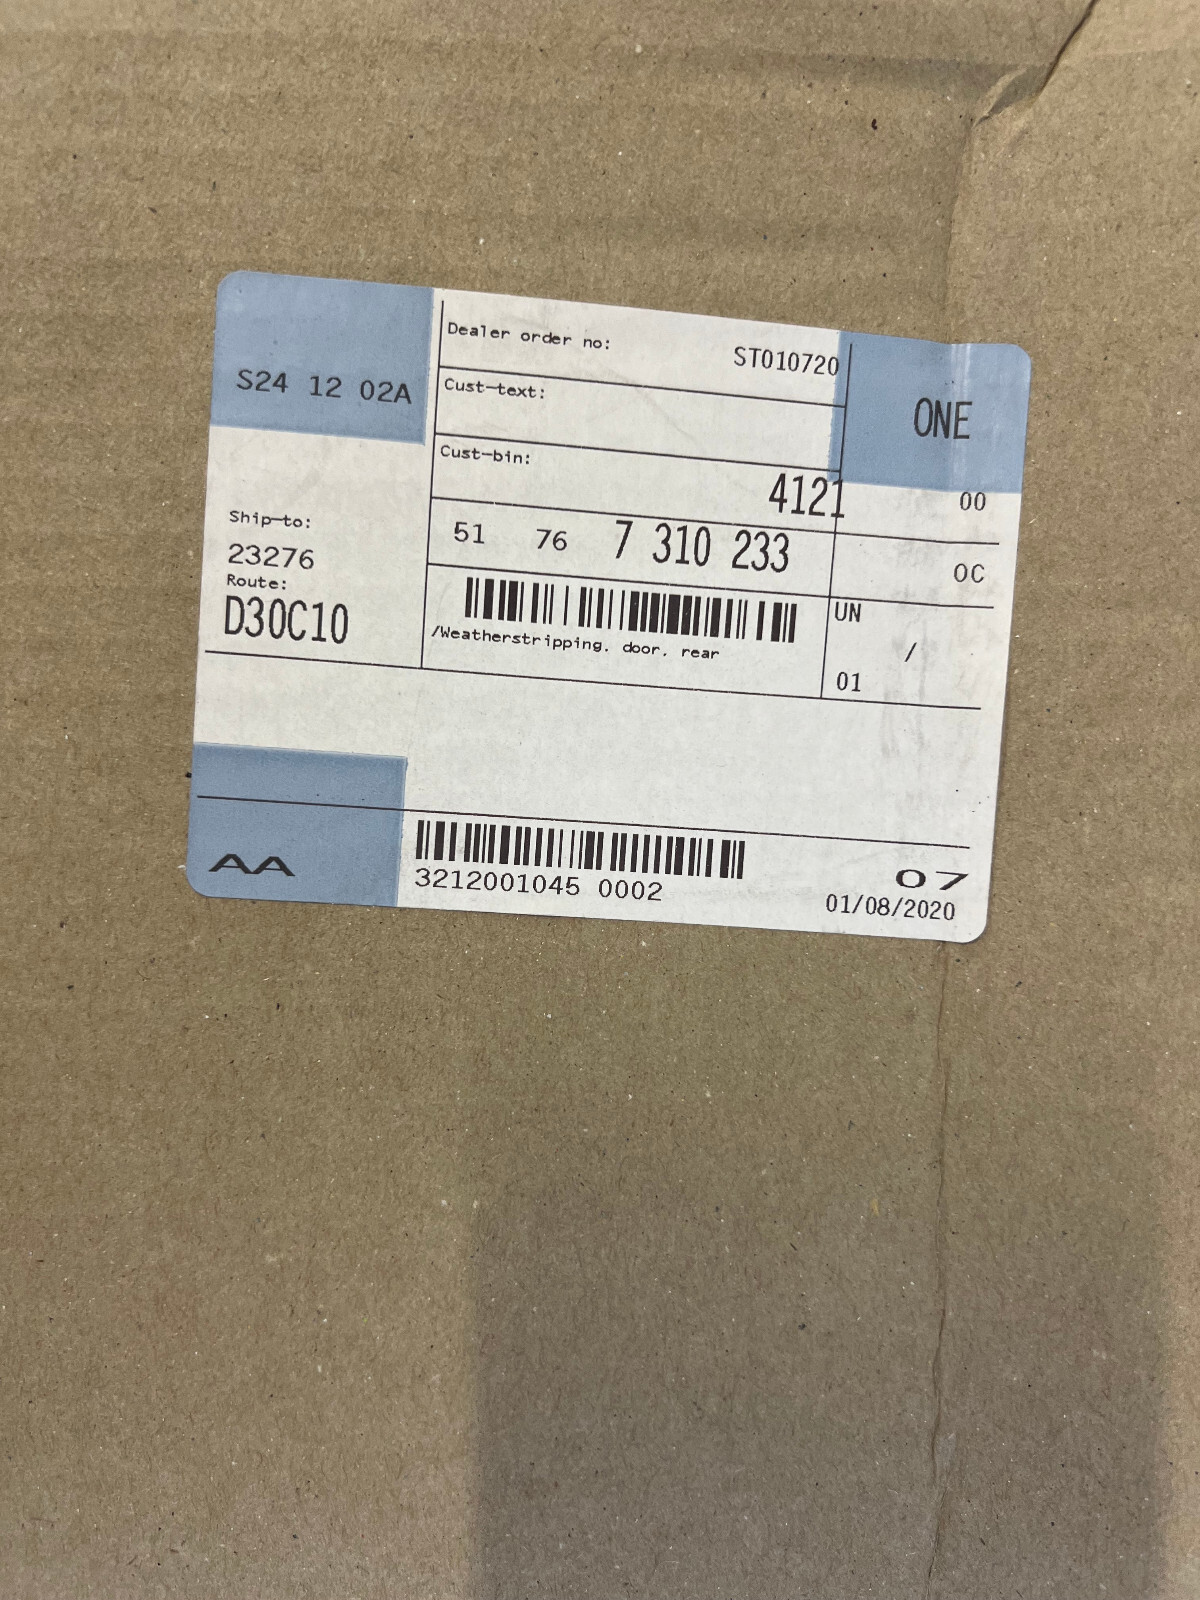 S24 12 02A
Dealer order no:
ST010720
ONE
Cust-text:
Cust-bin:
4121
00
Ship-to:
23276
51 76 7 310 233
OC
Route:
D30C10
/Weatherstripping. door. rear
UN
/
01
AA
3212001045 0002
07
01/08/2020